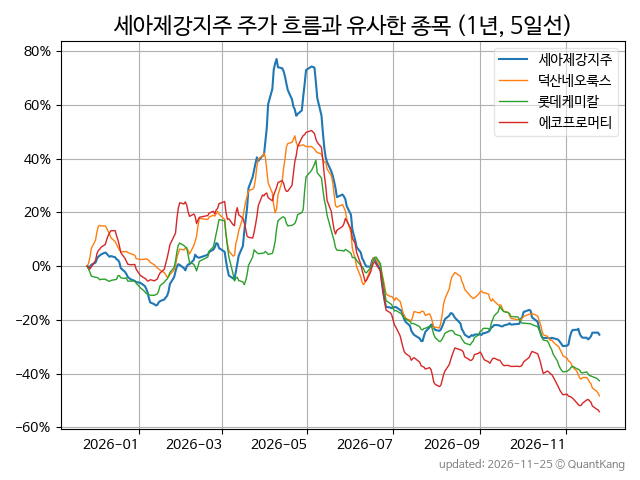 세아제강지주 주가 흐름과 유사한 종목 (1년, 5일선)
80%
60%
40%
20%
0%
−20%
−40%
−60%
세아제강지주
덕산네오룩스
롯데케미칼
에코프로머티
2026-01
2026-03
2026-05
2026-07
2026-09
2026-11
updated: 2026-11-25 © QuantKang